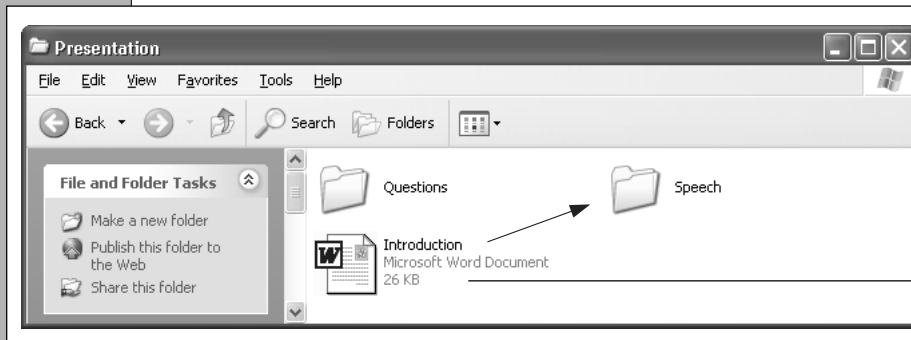 Presentation
File Edit View Favorites Tools Help
Back Search Folders
File and Folder Tasks
Make a new folder
Publish this folder to
the Web
Share this folder
Questions
Speech
W
Introduction
Microsoft Word Document
26 KB